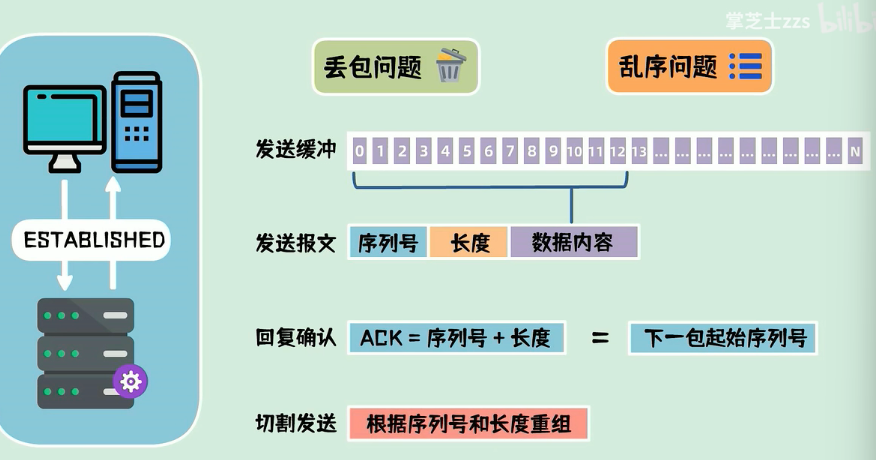 掌芝士zzs bilibili
丢包问题 乱序问题
发送缓冲 0 1 2 3 4 5 6 7 8 9 10 11 12 13 ... ... ... ... ... ... ... ... ... N
ESTABLISHED
发送报文 序列号 长度 数据内容
回复确认 ACK = 序列号 + 长度 = 下一包起始序列号
切割发送 根据序列号和长度重组